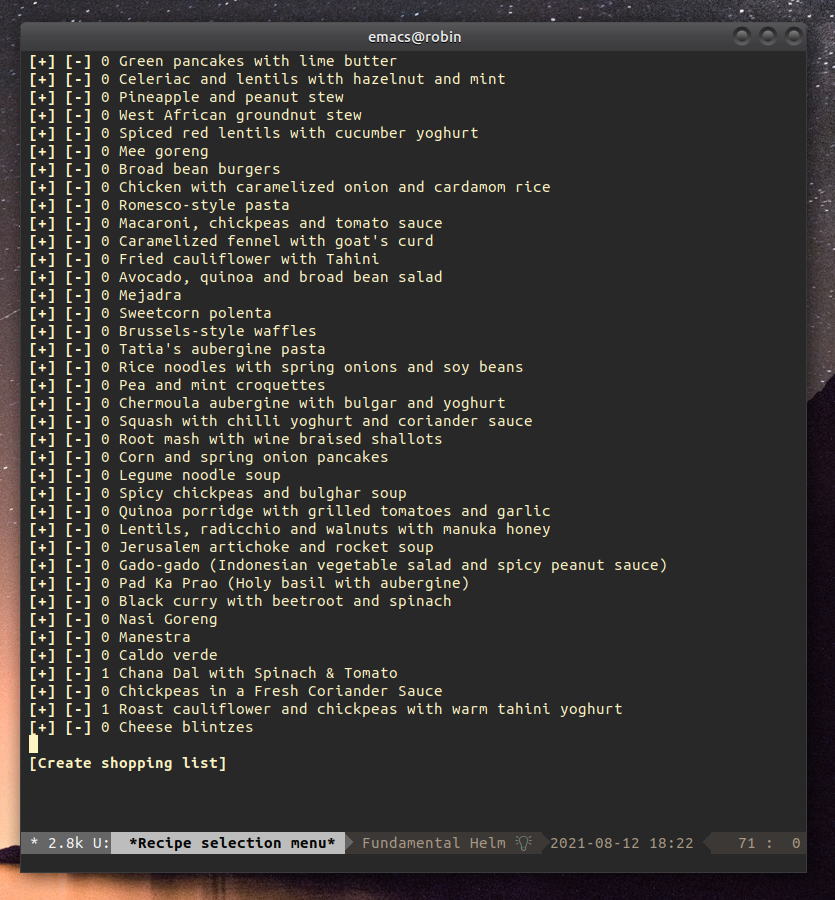 emacs@robin
[+] [-] 0 Green pancakes with lime butter
[+] [-] 0 Celeriac and lentils with hazelnut and mint
[+] [-] 0 Pineapple and peanut stew
[+] [-] 0 West African groundnut stew
[+] [-] 0 Spiced red lentils with cucumber yoghurt
[+] [-] 0 Mee goreng
[+] [-] 0 Broad bean burgers
[+] [-] 0 Chicken with caramelized onion and cardamom rice
[+] [-] 0 Romesco-style pasta
[+] [-] 0 Macaroni, chickpeas and tomato sauce
[+] [-] 0 Caramelized fennel with goat's curd
[+] [-] 0 Fried cauliflower with Tahini
[+] [-] 0 Avocado, quinoa and broad bean salad
[+] [-] 0 Mejadra
[+] [-] 0 Sweetcorn polenta
[+] [-] 0 Brussels-style waffles
[+] [-] 0 Tatia's aubergine pasta
[+] [-] 0 Rice noodles with spring onions and soy beans
[+] [-] 0 Pea and mint croquettes
[+] [-] 0 Chermoula aubergine with bulgar and yoghurt
[+] [-] 0 Squash with chilli yoghurt and coriander sauce
[+] [-] 0 Root mash with wine braised shallots
[+] [-] 0 Corn and spring onion pancakes
[+] [-] 0 Legume noodle soup
[+] [-] 0 Spicy chickpeas and bulghar soup
[+] [-] 0 Quinoa porridge with grilled tomatoes and garlic
[+] [-] 0 Lentils, radicchio and walnuts with manuka honey
[+] [-] 0 Jerusalem artichoke and rocket soup
[+] [-] 0 Gado-gado (Indonesian vegetable salad and spicy peanut sauce)
[+] [-] 0 Pad Ka Prao (Holy basil with aubergine)
[+] [-] 0 Black curry with beetroot and spinach
[+] [-] 0 Nasi Goreng
[+] [-] 0 Manestra
[+] [-] 0 Caldo verde
[+] [-] 1 Chana Dal with Spinach & Tomato
[+] [-] 0 Chickpeas in a Fresh Coriander Sauce
[+] [-] 1 Roast cauliflower and chickpeas with warm tahini yoghurt
[+] [-] 0 Cheese blintzes
[Create shopping list]
* 2.8k U: *Recipe selection menu* Fundamental Helm 2021-08-12 18:22 71 : 0